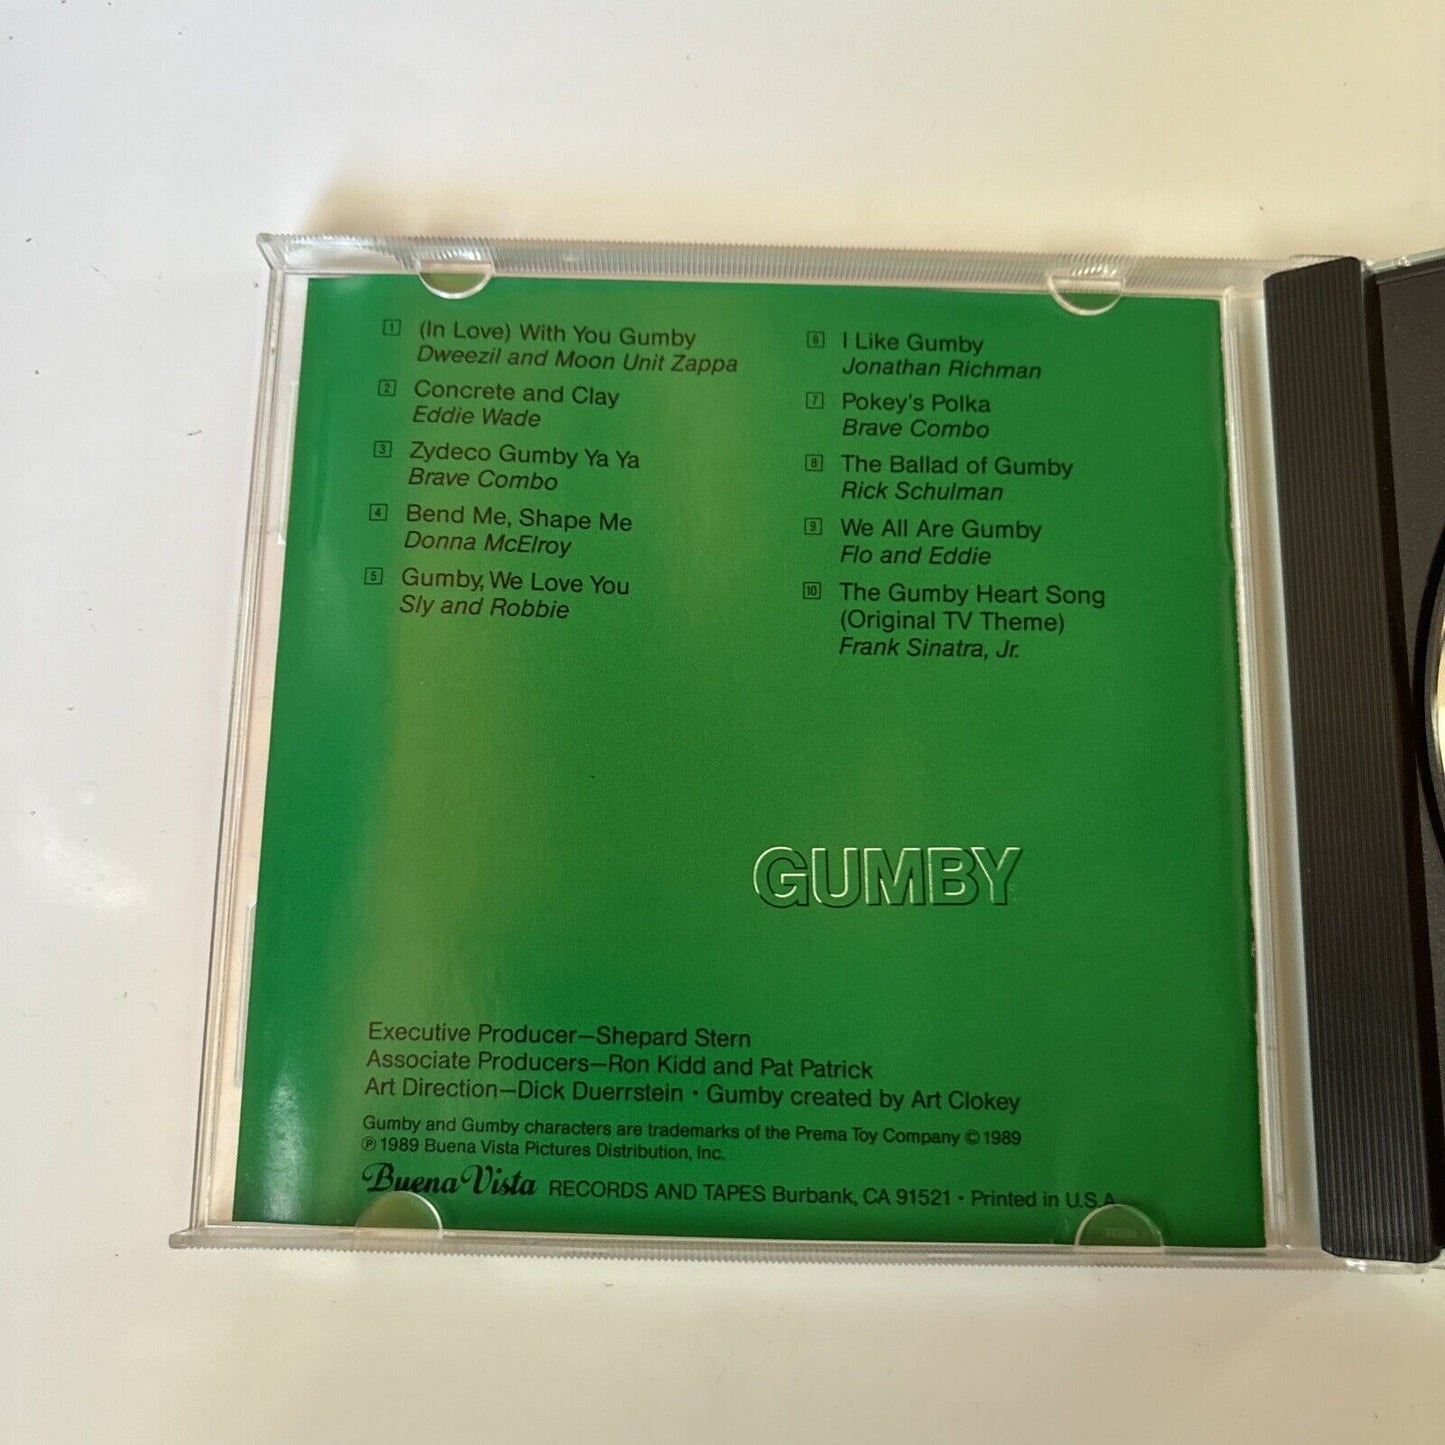 1 (In Love) With You Gumby
Dweezil and Moon Unit Zappa
2 Concrete and Clay
Eddie Wade
3 Zydeco Gumby Ya Ya
Brave Combo
4 Bend Me, Shape Me
Donna McElroy
5 Gumby, We Love You
Sly and Robbie
6 I Like Gumby
Jonathan Richman
7 Pokey's Polka
Brave Combo
8 The Ballad of Gumby
Rick Schulman
9 We All Are Gumby
Flo and Eddie
10 The Gumby Heart Song
(Original TV Theme)
Frank Sinatra, Jr.
GUMBY
Executive Producer—Shepard Stern
Associate Producers—Ron Kidd and Pat Patrick
Art Direction—Dick Duerrstein • Gumby created by Art Clokey
Gumby and Gumby characters are trademarks of the Prema Toy Company © 1989
℗ 1989 Buena Vista Pictures Distribution, Inc.
Buena Vista RECORDS AND TAPES Burbank, CA 91521 • Printed in U.S.A.